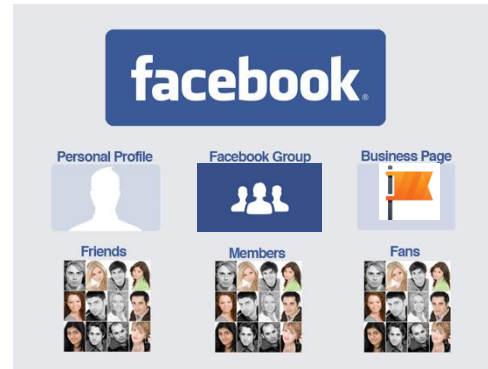 facebook®
Personal Profile Facebook Group Business Page
Friends Members Fans